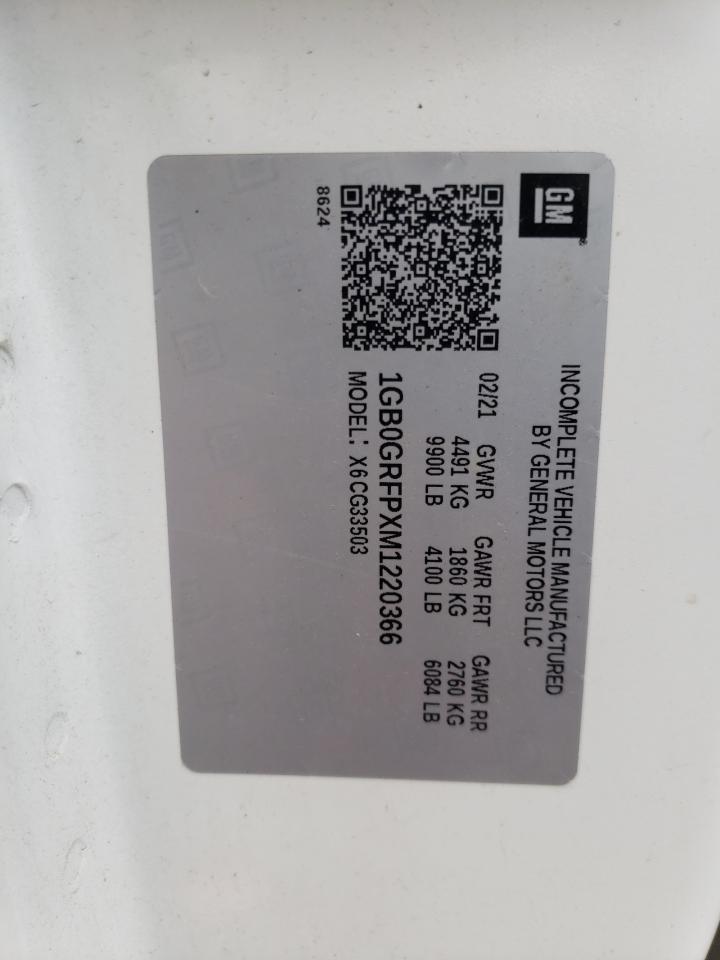 GM
INCOMPLETE VEHICLE MANUFACTURED
BY GENERAL MOTORS LLC
02/21 GVWR GAWR FRT GAWR RR
4491 KG 1860 KG 2760 KG
9900 LB 4100 LB 6084 LB
1GB0GRFPXM1220366
MODEL: X6CG33503
8624